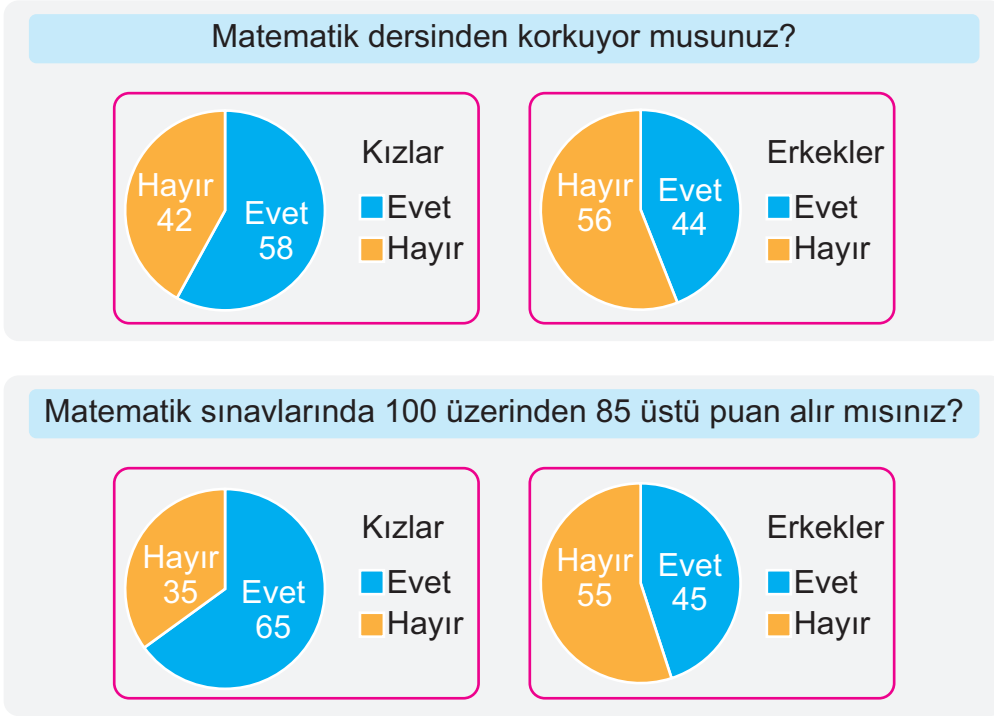 Matematik dersinden korkuyor musunuz?
Hayır
42
Evet
58
Kızlar
Evet
Hayır
Hayır
56
Evet
44
Erkekler
Evet
Hayır
Matematik sınavlarında 100 üzerinden 85 üstü puan alır mısınız?
Hayır
35
Evet
65
Kızlar
Evet
Hayır
Hayır
55
Evet
45
Erkekler
Evet
Hayır